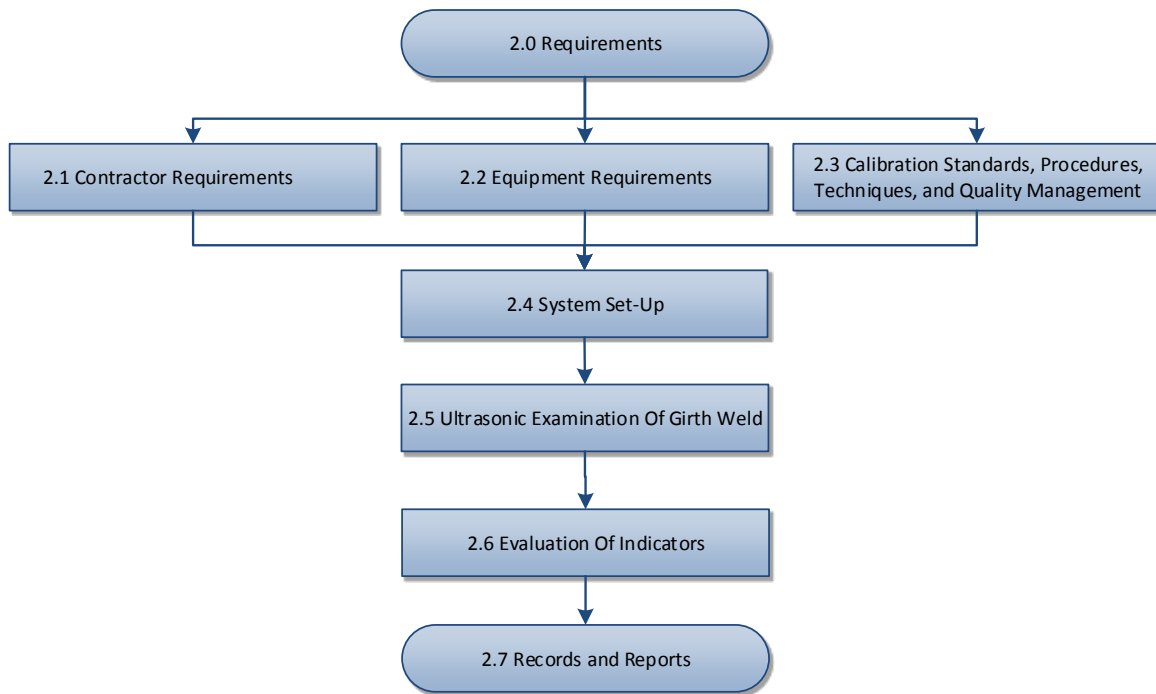 2.0 Requirements
2.1 Contractor Requirements
2.2 Equipment Requirements
2.3 Calibration Standards, Procedures,
Techniques, and Quality Management
2.4 System Set-Up
2.5 Ultrasonic Examination Of Girth Weld
2.6 Evaluation Of Indicators
2.7 Records and Reports